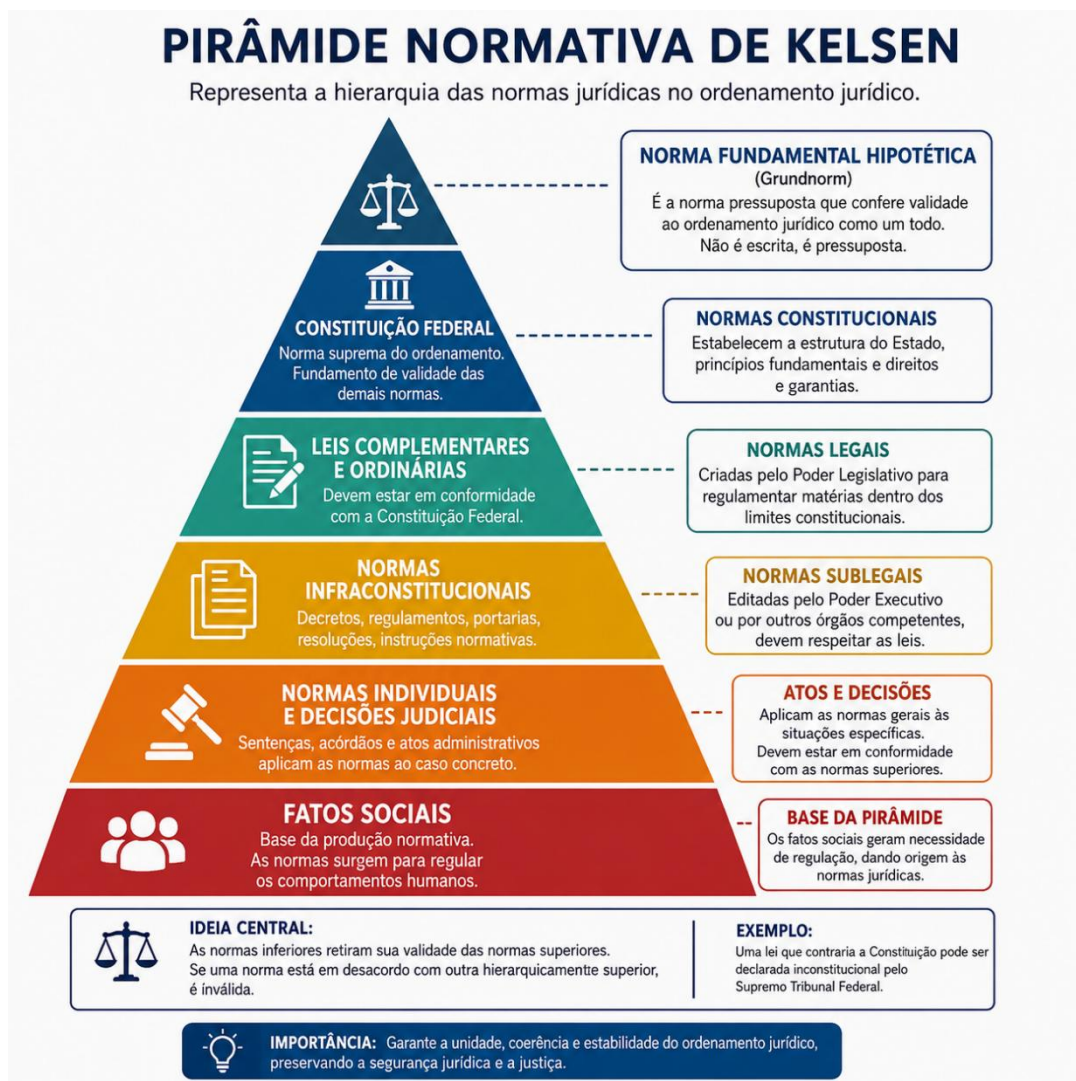 PIRÂMIDE NORMATIVA DE KELSEN
Representa a hierarquia das normas jurídicas no ordenamento jurídico.
NORMA FUNDAMENTAL HIPOTÉTICA
(Grundnorm)
É a norma pressuposta que confere validade
ao ordenamento jurídico como um todo.
Não é escrita, é pressuposta.
CONSTITUIÇÃO FEDERAL
Norma suprema do ordenamento.
Fundamento de validade das
demais normas.
NORMAS CONSTITUCIONAIS
Estabelecem a estrutura do Estado,
princípios fundamentais e direitos
e garantias.
LEIS COMPLEMENTARES
E ORDINÁRIAS
Devem estar em conformidade
com a Constituição Federal.
NORMAS LEGAIS
Criadas pelo Poder Legislativo para
regulamentar matérias dentro dos
limites constitucionais.
NORMAS
INFRACONSTITUCIONAIS
Decretos, regulamentos, portarias,
resoluções, instruções normativas.
NORMAS SUBLEGAIS
Editadas pelo Poder Executivo
ou por outros órgãos competentes,
devem respeitar as leis.
NORMAS INDIVIDUAIS
E DECISÕES JUDICIAIS
Sentenças, acórdãos e atos administrativos
aplicam as normas ao caso concreto.
ATOS E DECISÕES
Aplicam as normas gerais às
situações específicas.
Devem estar em conformidade
com as normas superiores.
FATOS SOCIAIS
Base da produção normativa.
As normas surgem para regular
os comportamentos humanos.
BASE DA PIRÂMIDE
Os fatos sociais geram necessidade
de regulação, dando origem às
normas jurídicas.
IDEIA CENTRAL:
As normas inferiores retiram sua validade das normas superiores.
Se uma norma está em desacordo com outra hierarquicamente superior,
é ínválida.
EXEMPLO:
Uma lei que contraria a Constituição pode ser
declarada inconstitucional pelo
Supremo Tribunal Federal.
IMPORTÂNCIA: Garante a unidade, coerência e estabilidade do ordenamento jurídico,
preservando a segurança jurídica e a justiça.